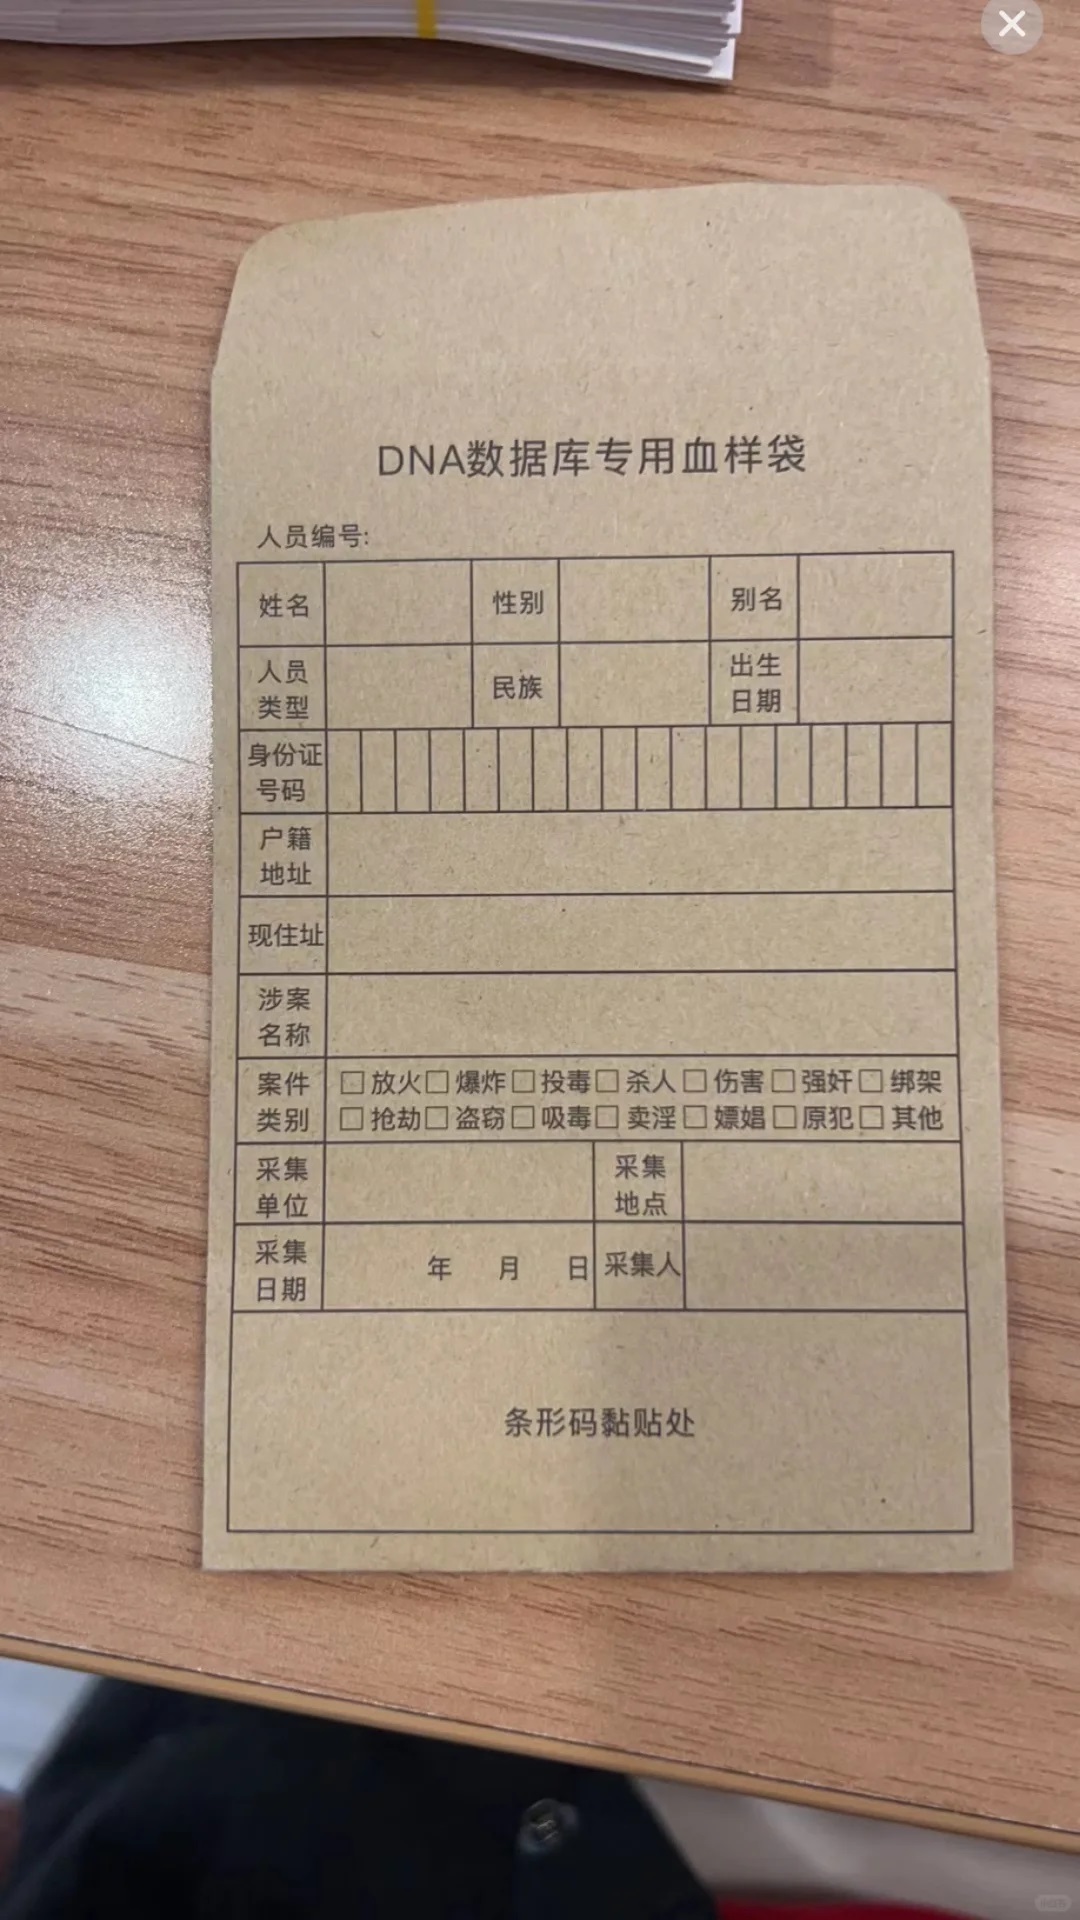 DNA数据库专用血样袋
人员编号:
姓名 性别 别名
人员类型 民族 出生日期
身份证号码
户籍地址
现住址
涉案名称
案件类别 □放火□爆炸□投毒□杀人□伤害□强奸□绑架
□抢劫□盗窃□吸毒□卖淫□嫖娼□原犯□其他
采集单位 采集地点
采集日期 年 月 日 采集人
条形码黏贴处